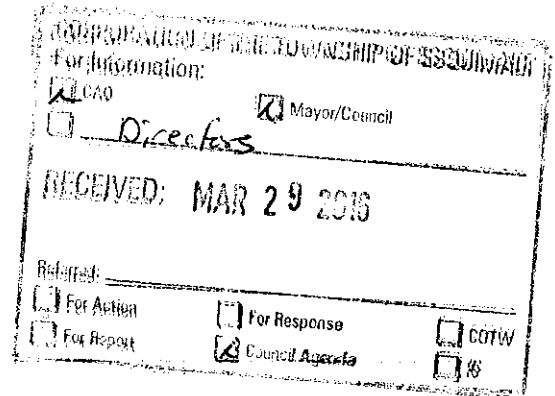 CORPORATION OF THE TOWNSHIP OF ESQUIMALT
For Information:
CAO Mayor/Council
Directors
RECEIVED: MAR 29 2016
Referred:
For Action For Response COTW
For Report Council Agenda IC